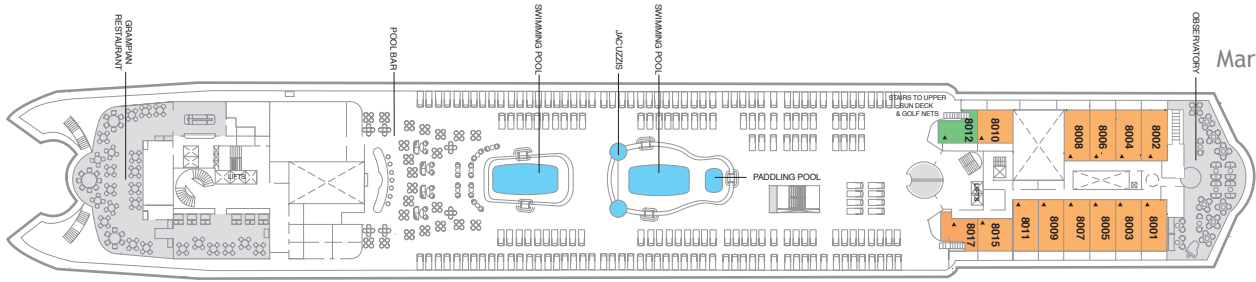 GRAMPIAN
RESTAURANT
POOL BAR
SWIMMING POOL
JACUZZIS
SWIMMING POOL
OBSERVATORY
Mar
STAIRS TO UPPER
SUN DECK
& GOLF NETS
LIFTS
PADDLING POOL
LIFTS
8012
8010
8008
8006
8004
8002
8017
8015
8011
8009
8007
8005
8003
8001